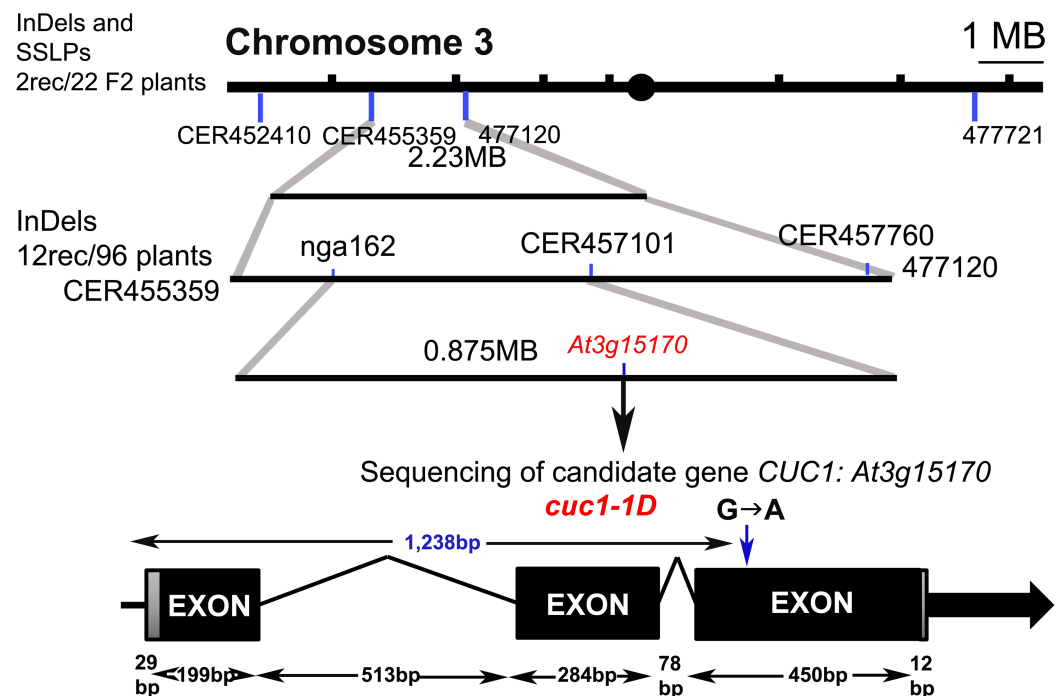 InDels and
SSLPs
2rec/22 F2 plants
Chromosome 3
1 MB
CER452410
CER455359
477120
477721
2.23MB
InDels
12rec/96 plants
CER455359
nga162
CER457101
CER457760
477120
0.875MB
At3g15170
Sequencing of candidate gene CUC1: At3g15170
cuc1-1D
G→A
1,238bp
EXON
EXON
EXON
29
bp
199bp
513bp
284bp
78
bp
450bp
12
bp